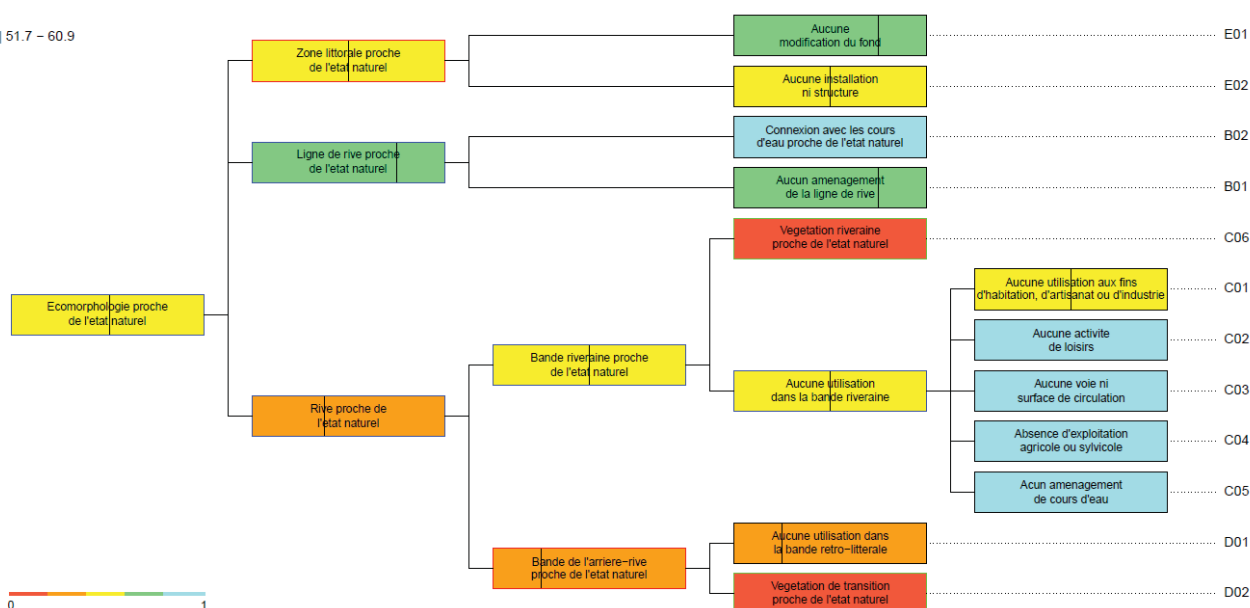 | 51.7 − 60.9
Zone littorale proche
de l'etat naturel
Aucune
modification du fond
E01
Aucune installation
ni structure
E02
Ligne de rive proche
de l'etat naturel
Connexion avec les cours
d'eau proche de l'etat naturel
B02
Aucun amenagement
de la ligne de rive
B01
Ecomorphologie proche
de l'etat naturel
Rive proche de
l'etat naturel
Bande riveraine proche
de l'etat naturel
Vegetation riveraine
proche de l'etat naturel
C06
Aucune utilisation
dans la bande riveraine
Aucune utilisation aux fins
d'habitation, d'artisanat ou d'industrie
C01
Aucune activite
de loisirs
C02
Aucune voie ni
surface de circulation
C03
Absence d'exploitation
agricole ou sylvicole
C04
Acun amenagement
de cours d'eau
C05
Bande de l'arriere−rive
proche de l'etat naturel
Aucune utilisation dans
la bande retro−litterale
D01
Vegetation de transition
proche de l'etat naturel
D02
0 1